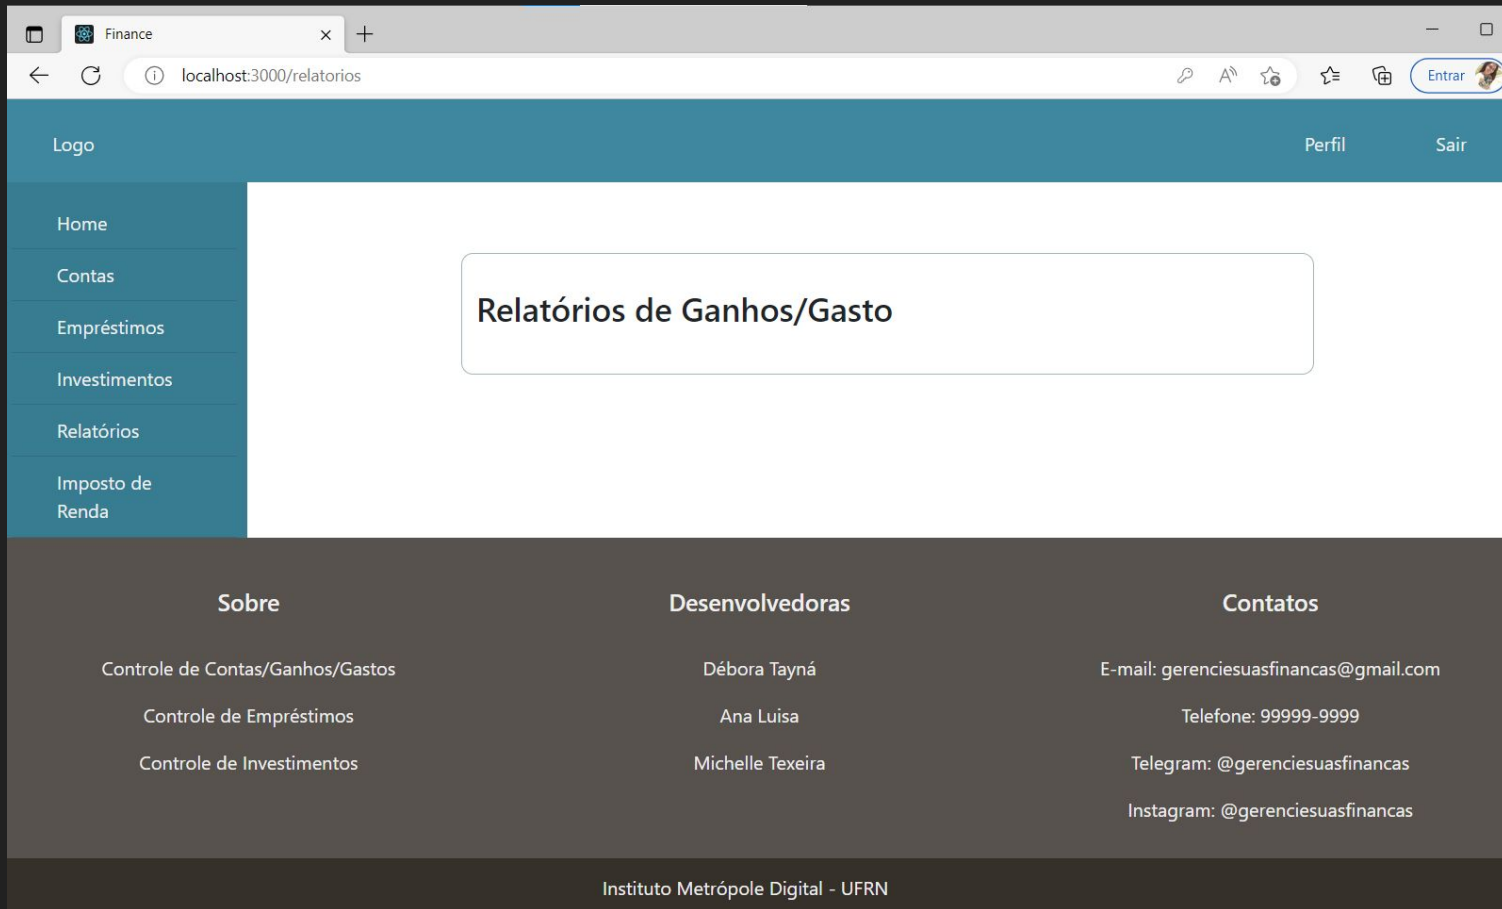 Finance
localhost:3000/relatorios
Entrar
Logo
Perfil
Sair
Home
Contas
Empréstimos
Investimentos
Relatórios
Imposto de
Renda
Relatórios de Ganhos/Gasto
Sobre
Controle de Contas/Ganhos/Gastos
Controle de Empréstimos
Controle de Investimentos
Desenvolvedoras
Débora Tayná
Ana Luisa
Michelle Texeira
Contatos
E-mail: gerenciesuasfinancas@gmail.com
Telefone: 99999-9999
Telegram: @gerenciesuasfinancas
Instagram: @gerenciesuasfinancas
Instituto Metrópole Digital - UFRN